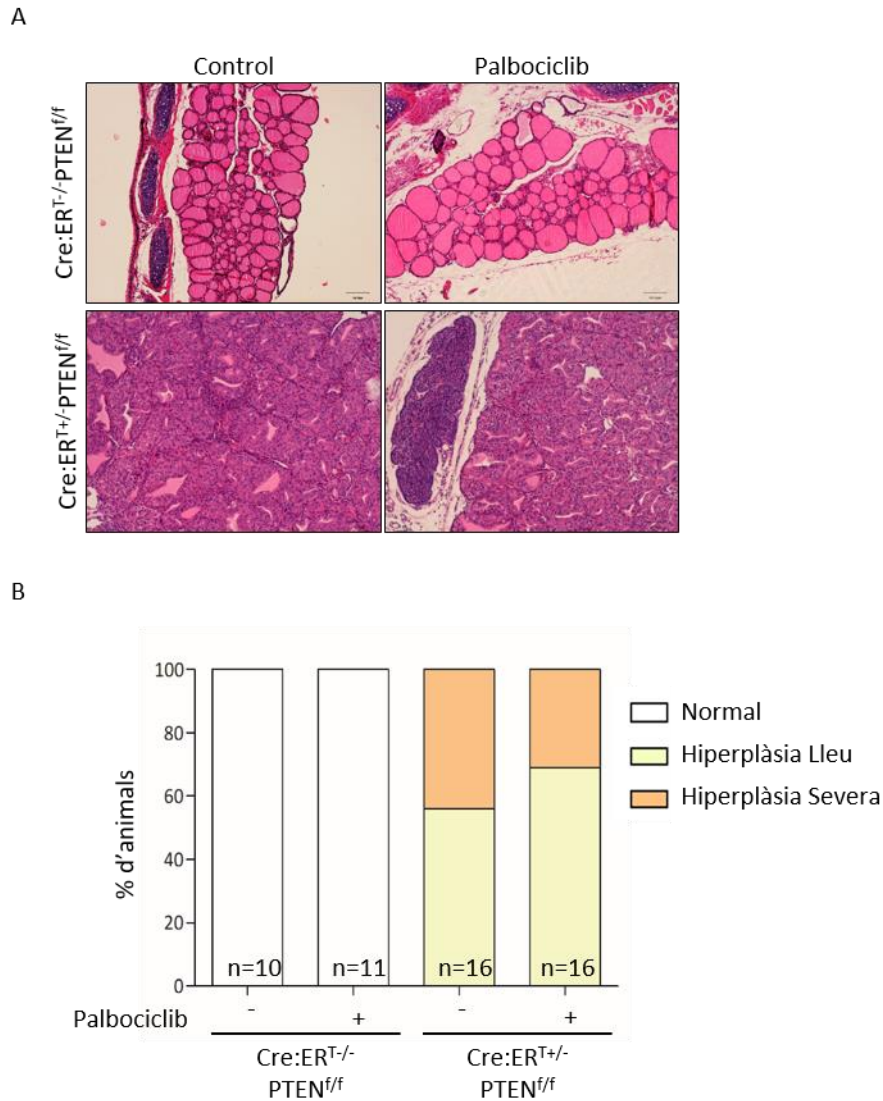 A
Control
Palbociclib
Cre:ERT-/-PTENf/f
Cre:ERT+/-PTENf/f
B
% d'animals
100
80
60
40
20
0
n=10
n=11
n=16
n=16
Normal
Hiperplàsia Lleu
Hiperplàsia Severa
Palbociclib - + - +
Cre:ERT-/-
PTENf/f
Cre:ERT+/-
PTENf/f